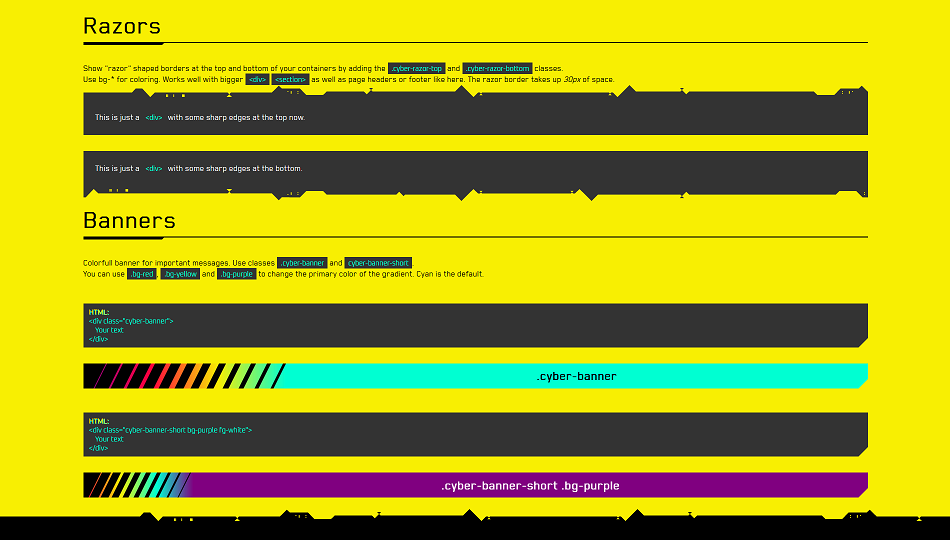 Razors
Show "razor" shaped borders at the top and bottom of your containers by adding the .cyber-razor-top and .cyber-razor-bottom classes.
Use bg-* for coloring. Works well with bigger <div> <section> as well as page headers or footer like here. The razor border takes up 30px of space.
This is just a <div> with some sharp edges at the top now.
This is just a <div> with some sharp edges at the bottom.
Banners
Colorfull banner for important messages. Use classes .cyber-banner and .cyber-banner-short.
You can use .bg-red, .bg-yellow and .bg-purple to change the primary color of the gradient. Cyan is the default.
HTML:
<div class="cyber-banner">
Your text
</div>
.cyber-banner
HTML:
<div class="cyber-banner-short bg-purple fg-white">
Your text
</div>
.cyber-banner-short .bg-purple